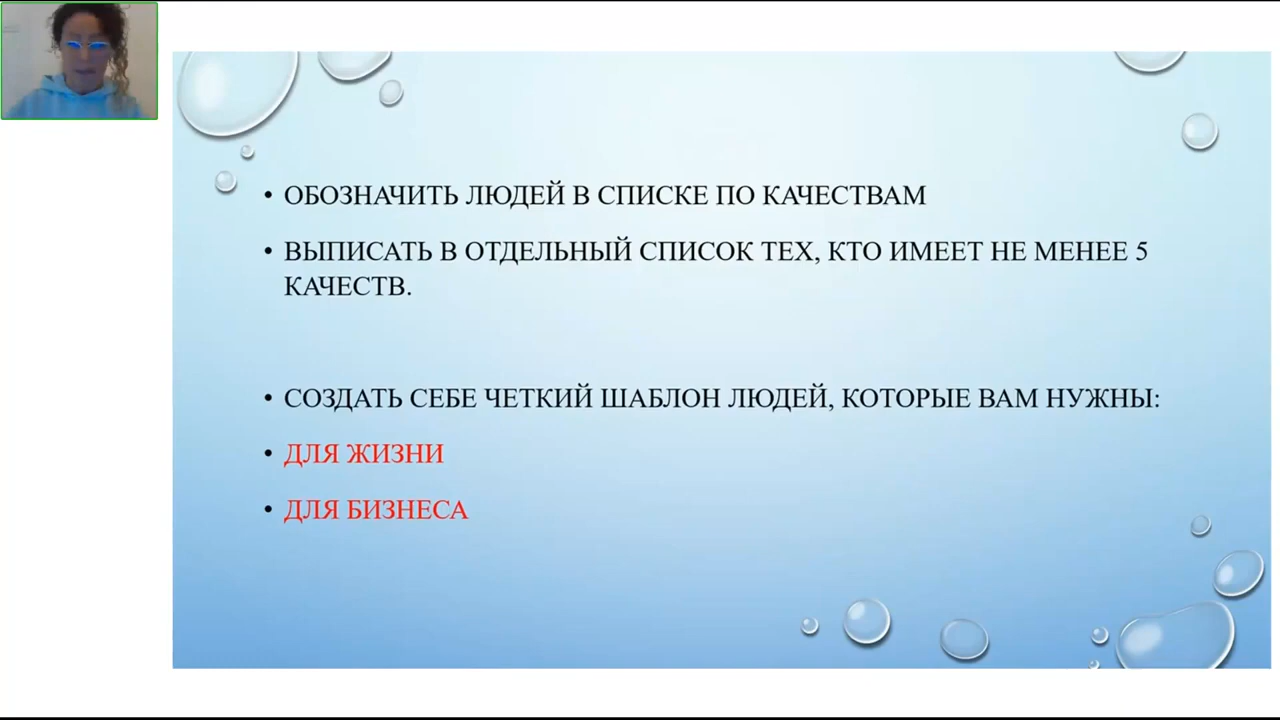 • ОБОЗНАЧИТЬ ЛЮДЕЙ В СПИСКЕ ПО КАЧЕСТВАМ
• ВЫПИСАТЬ В ОТДЕЛЬНЫЙ СПИСОК ТЕХ, КТО ИМЕЕТ НЕ МЕНЕЕ 5
КАЧЕСТВ.
• СОЗДАТЬ СЕБЕ ЧЕТКИЙ ШАБЛОН ЛЮДЕЙ, КОТОРЫЕ ВАМ НУЖНЫ:
• ДЛЯ ЖИЗНИ
• ДЛЯ БИЗНЕСА